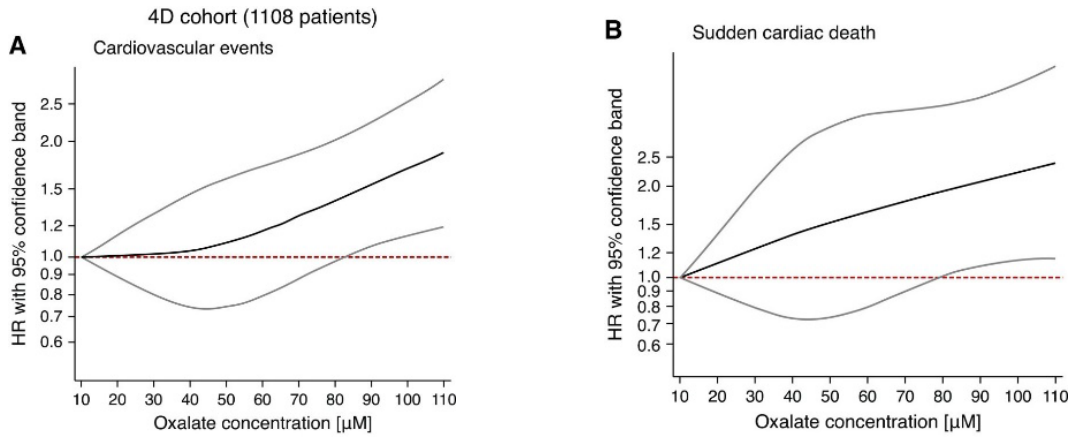 4D cohort (1108 patients)
A
Cardiovascular events
HR with 95% confidence band
2.5
2.0
1.5
1.2
1.0
0.9
0.8
0.7
0.6
10 20 30 40 50 60 70 80 90 100 110
Oxalate concentration [µM]
B
Sudden cardiac death
HR with 95% confidence band
2.5
2.0
1.5
1.2
1.0
0.9
0.8
0.7
0.6
10 20 30 40 50 60 70 80 90 100 110
Oxalate concentration [µM]